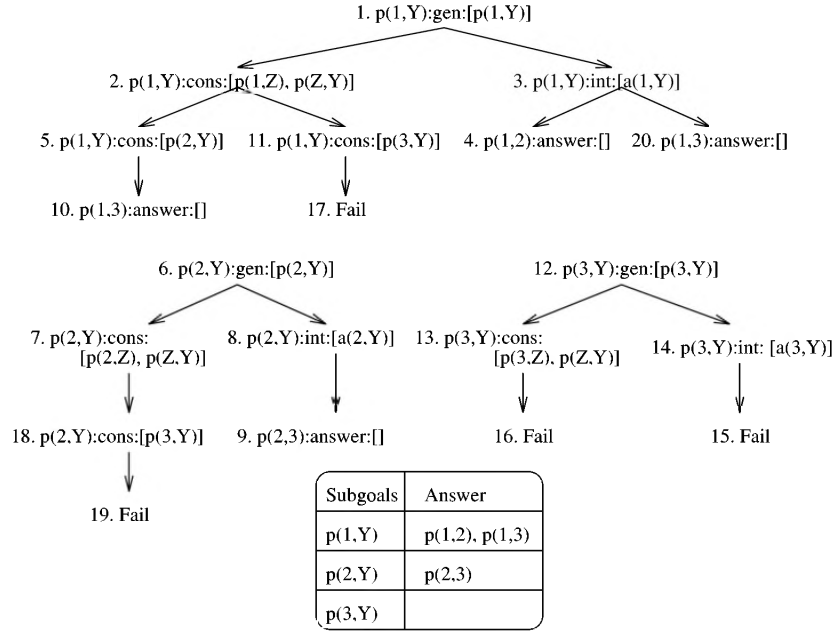 1. p(1,Y):gen:[p(1,Y)]
2. p(1,Y):cons:[p(1,Z), p(Z,Y)]
3. p(1,Y):int:[a(1,Y)]
5. p(1,Y):cons:[p(2,Y)]
11. p(1,Y):cons:[p(3,Y)]
4. p(1,2):answer:[]
20. p(1,3):answer:[]
10. p(1,3):answer:[]
17. Fail
6. p(2,Y):gen:[p(2,Y)]
12. p(3,Y):gen:[p(3,Y)]
7. p(2,Y):cons:
[p(2,Z), p(Z,Y)]
8. p(2,Y):int:[a(2,Y)]
13. p(3,Y):cons:
[p(3,Z), p(Z,Y)]
14. p(3,Y):int: [a(3,Y)]
18. p(2,Y):cons:[p(3,Y)]
9. p(2,3):answer:[]
16. Fail
15. Fail
19. Fail
Subgoals Answer
p(1,Y) p(1,2), p(1,3)
p(2,Y) p(2,3)
p(3,Y)